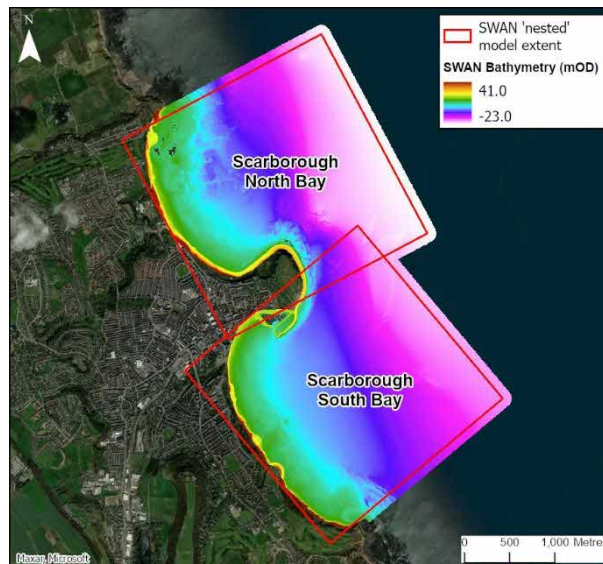 N
SWAN 'nested'
model extent
SWAN Bathymetry (mOD)
41.0
-23.0
Scarborough
North Bay
Scarborough
South Bay
0 500 1,000 Metre
Maxar, Microsoft